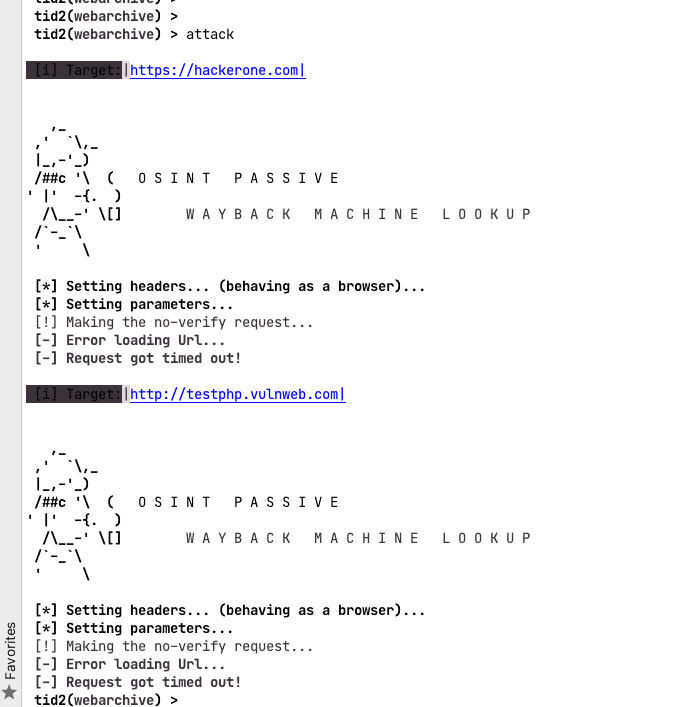 tid2(webarchive) >
tid2(webarchive) >
tid2(webarchive) > attack
[i] Target:|https://hackerone.com|
,_
,'  `\,_
|_,-'_)
/##c '\  (   O S I N T   P A S S I V E
' |'  -{.  )
/\__-' \[]        W A Y B A C K   M A C H I N E   L O O K U P
/`-_`\
'     \
[*] Setting headers... (behaving as a browser)...
[*] Setting parameters...
[!] Making the no-verify request...
[-] Error loading Url...
[-] Request got timed out!
[i] Target:|http://testphp.vulnweb.com|
,_
,'  `\,_
|_,-'_)
/##c '\  (   O S I N T   P A S S I V E
' |'  -{.  )
/\__-' \[]        W A Y B A C K   M A C H I N E   L O O K U P
/`-_`\
'     \
[*] Setting headers... (behaving as a browser)...
[*] Setting parameters...
[!] Making the no-verify request...
[-] Error loading Url...
[-] Request got timed out!
tid2(webarchive) >
Favorites